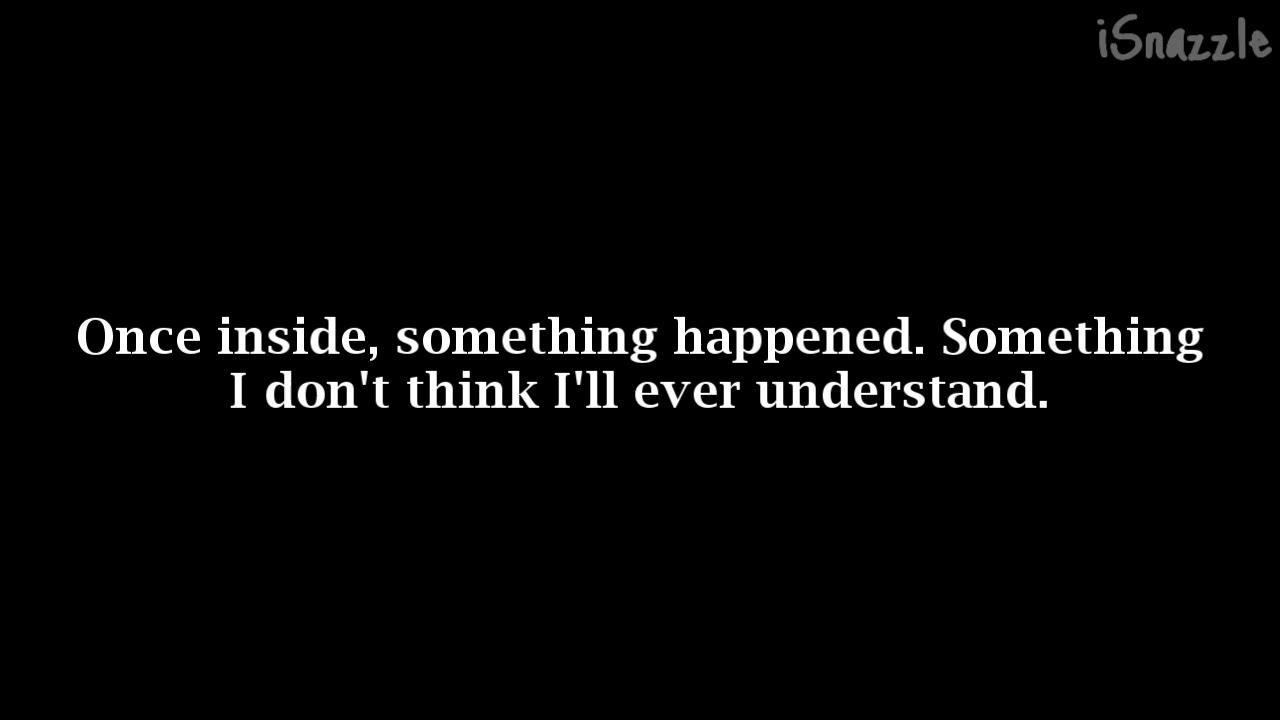 iSnazzle
Once inside, something happened. Something
I don't think I'll ever understand.